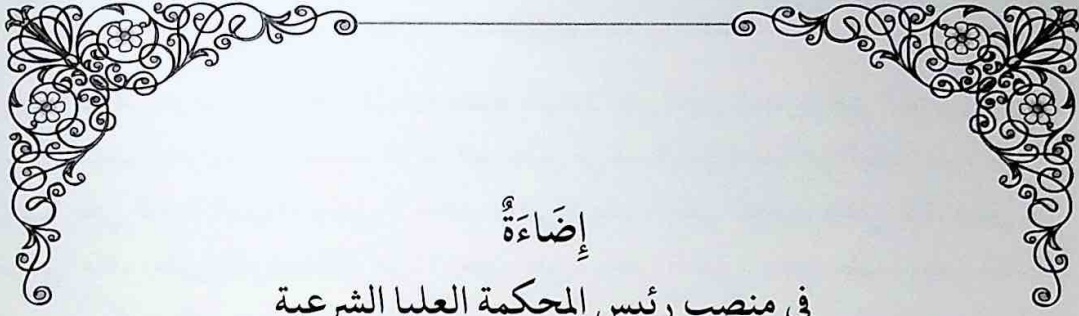 إِضَاءَةٌ
في منصب رئيس المحكمة العليا الشرعية